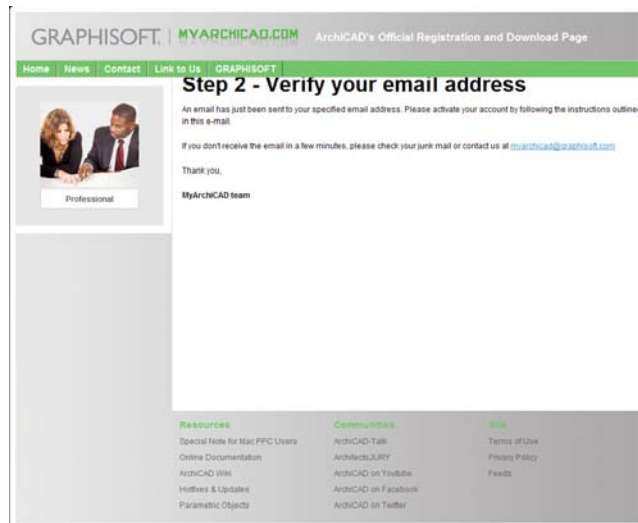 GRAPHISOFT. | MYARCHICAD.COM ArchiCAD's Official Registration and Download Page
Home News Contact Link to Us GRAPHISOFT
Step 2 - Verify your email address
An email has just been sent to your specified email address. Please activate your account by following the instructions outline
in this e-mail.
If you don't receive the email in a few minutes, please check your junk mail or contact us at myarchicad@graphisoft.com
Thank you,
MyArchiCAD team
Professional
Resources
Special Note for Mac PPC Users
Online Documentation
ArchiCAD Wiki
Hotfixes & Updates
Parametric Objects
Communities
ArchiCAD-Talk
ArchitectsJURY
ArchiCAD on Youtube
ArchiCAD on Facebook
ArchiCAD on Twitter
Site
Terms of Use
Privacy Policy
Feeds